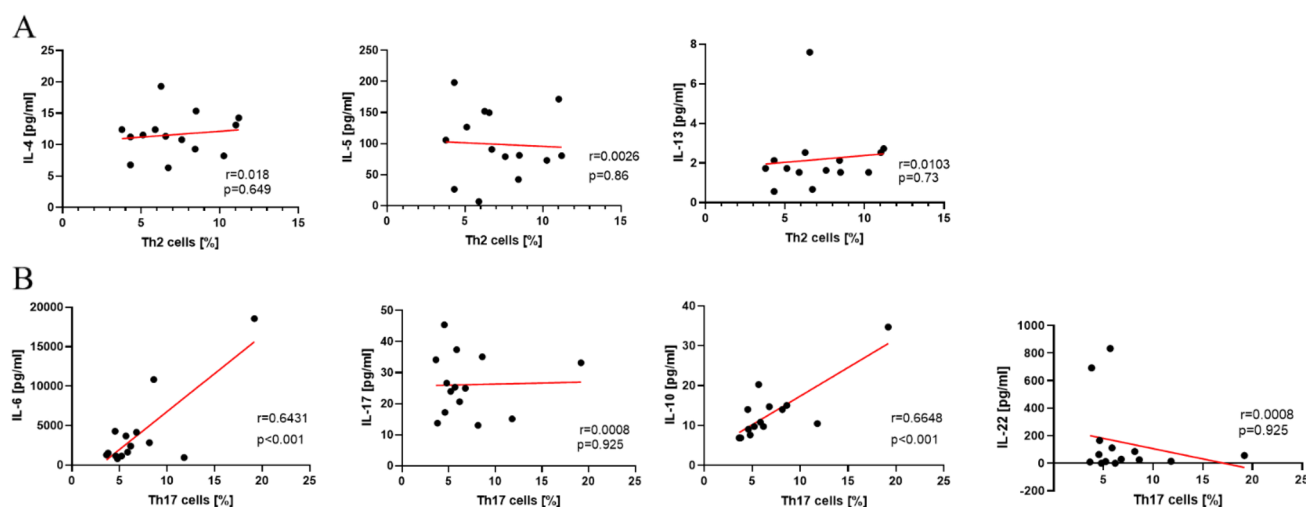 A
IL-4 [pg/ml]
25
20
15
10
5
0
0 5 10 15
Th2 cells [%]
r=0.018
p=0.649
IL-5 [pg/ml]
250
200
150
100
50
0
0 5 10 15
Th2 cells [%]
r=0.0026
p=0.86
IL-13 [pg/ml]
8
6
4
2
0
0 5 10 15
Th2 cells [%]
r=0.0103
p=0.73
B
IL-6 [pg/ml]
20000
15000
10000
5000
0
0 5 10 15 20 25
Th17 cells [%]
r=0.6431
p<0.001
IL-17 [pg/ml]
50
40
30
20
10
0
0 5 10 15 20 25
Th17 cells [%]
r=0.0008
p=0.925
IL-10 [pg/ml]
40
30
20
10
0
0 5 10 15 20 25
Th17 cells [%]
r=0.6648
p<0.001
IL-22 [pg/ml]
1000
800
600
400
200
0
-200
5 10 15 20 25
Th17 cells [%]
r=0.0008
p=0.925